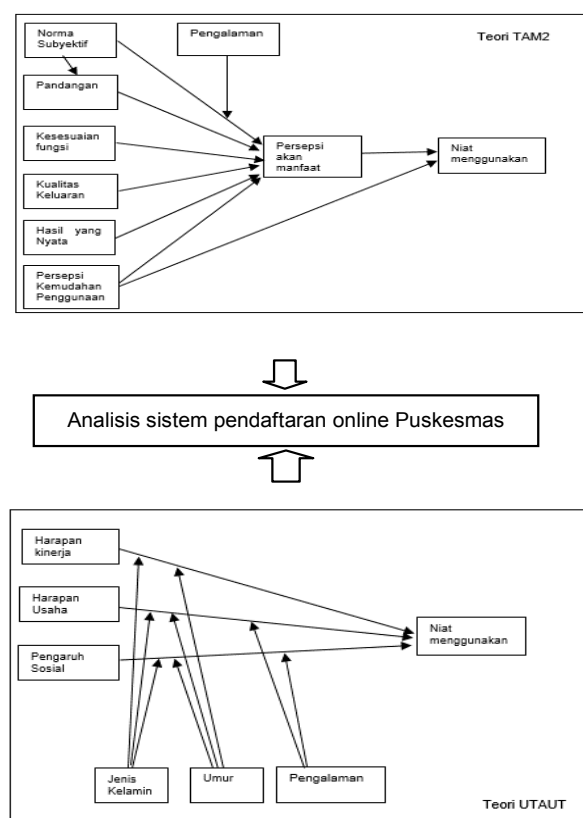 Norma
Subyektif
Pengalaman
Teori TAM2
Pandangan
Kesesuaian
fungsi
Persepsi
akan
manfaat
Niat
menggunakan
Kualitas
Keluaran
Hasil yang
Nyata
Persepsi
Kemudahan
Penggunaan
Analisis sistem pendaftaran online Puskesmas
Harapan
kinerja
Harapan
Usaha
Niat
menggunakan
Pengaruh
Sosial
Jenis
Kelamin
Umur
Pengalaman
Teori UTAUT